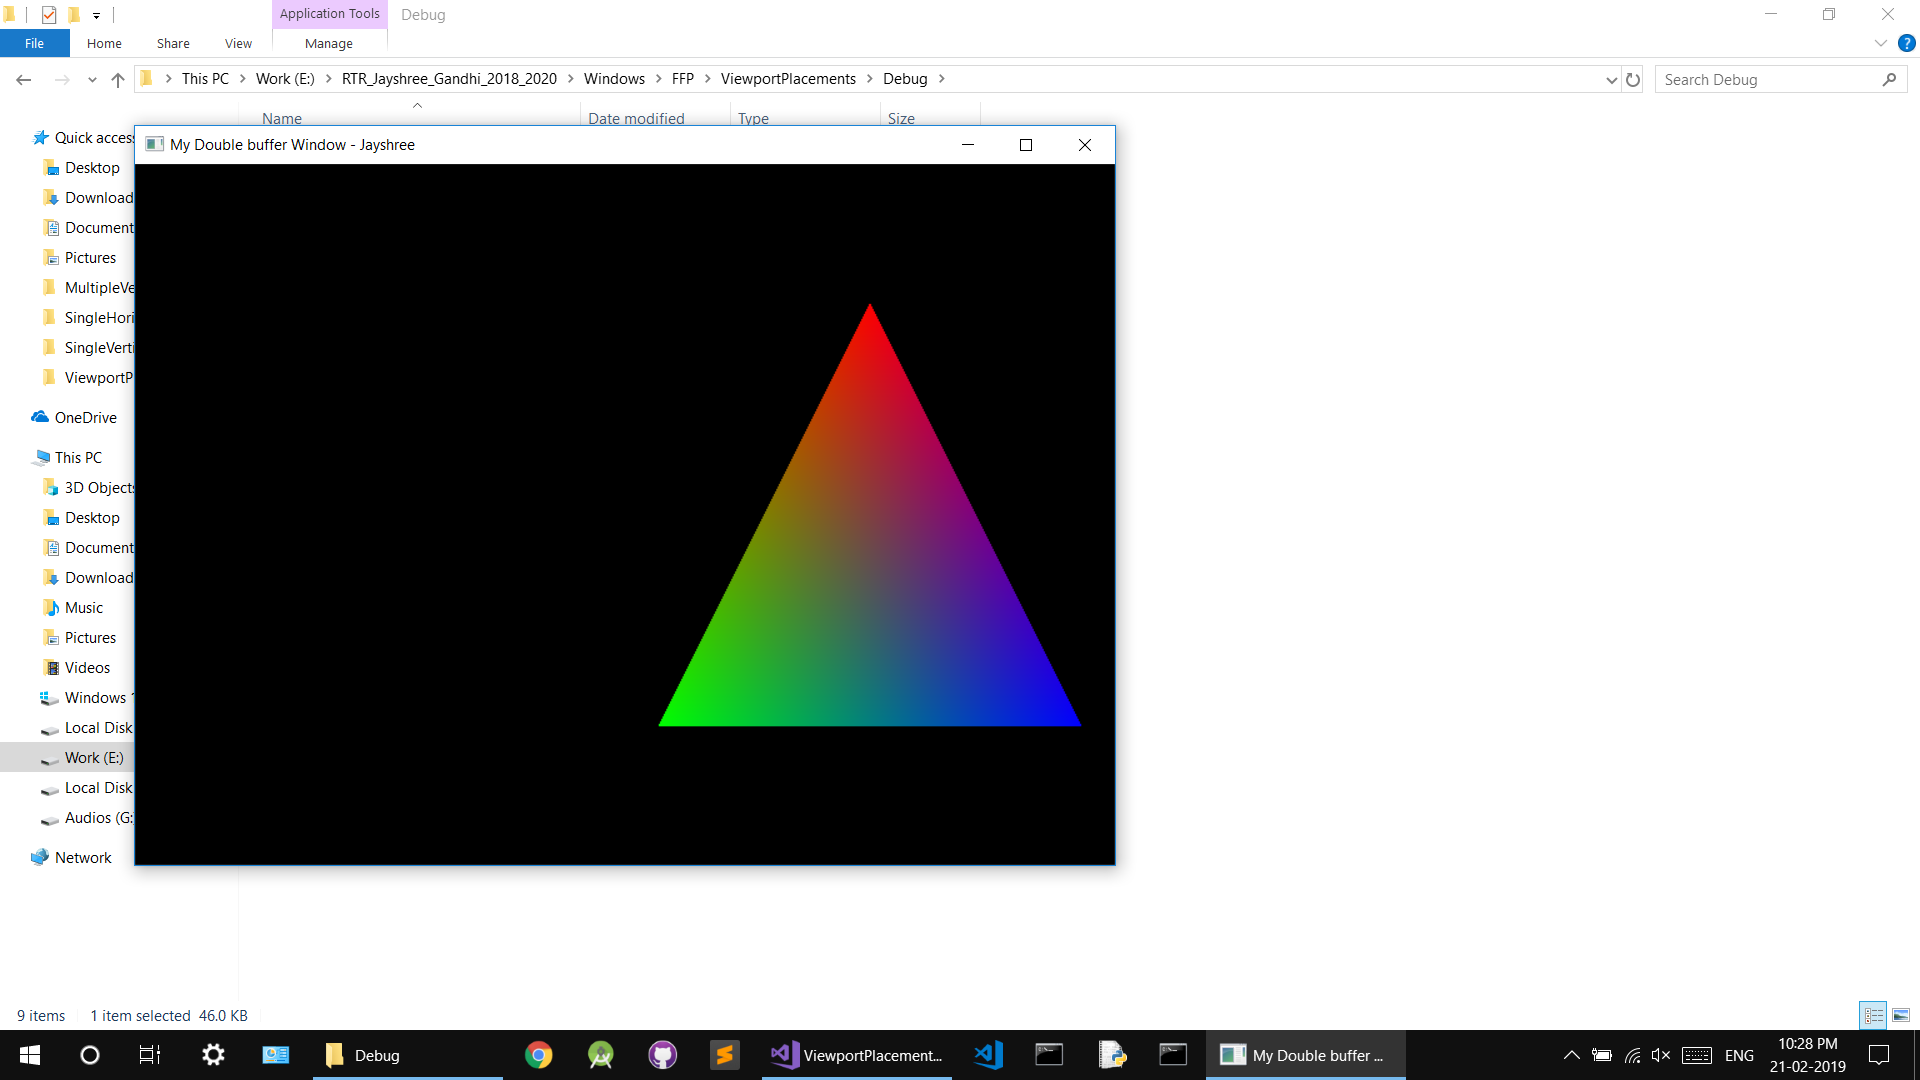 Application Tools
Debug
File
Home
Share
View
Manage
This PC
Work (E:)
RTR_Jayshree_Gandhi_2018_2020
Windows
FFP
ViewportPlacements
Debug
Search Debug
Name
Date modified
Type
Size
Quick access
My Double buffer Window - Jayshree
Desktop
Download
Document
Pictures
MultipleVe
SingleHori
SingleVerti
ViewportP
OneDrive
This PC
3D Objects
Desktop
Document
Download
Music
Pictures
Videos
Windows 1
Local Disk
Work (E:)
Local Disk
Audios (G:
Network
9 items
1 item selected 46.0 KB
Debug
ViewportPlacement...
My Double buffer ...
ENG
10:28 PM
21-02-2019